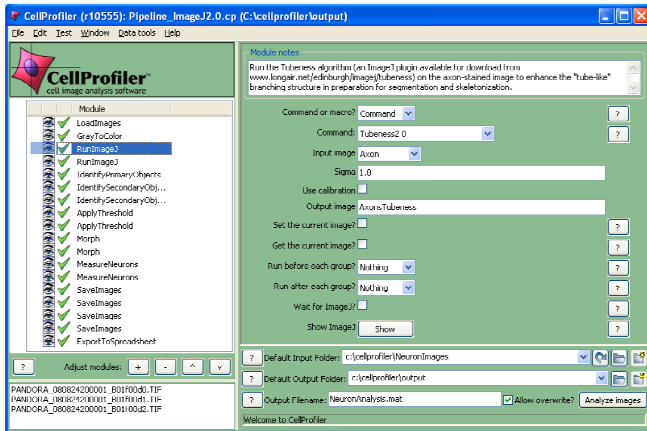 CellProfiler (r10555): Pipeline_ImageJ2.0.cp (C:\cellprofiler\output)
File Edit Test Window Data tools Help
CellProfiler™
cell image analysis software
Module
LoadImages
GrayToColor
RunImageJ
RunImageJ
IdentifyPrimaryObjects
IdentifySecondaryObj...
IdentifySecondaryObj...
ApplyThreshold
ApplyThreshold
Morph
Morph
MeasureNeurons
MeasureNeurons
SaveImages
SaveImages
SaveImages
SaveImages
ExportToSpreadsheet
? Adjust modules: + - ^ v
PANDORA_080824200001_B01f00d0.TIF
PANDORA_080824200001_B01f00d1.TIF
PANDORA_080824200001_B01f00d2.TIF
Module notes
Run the Tubeness algorithm (an ImageJ plugin available for download from
www.longair.net/edinburgh/imagej/tubeness) on the axon-stained image to enhance the "tube-like"
branching structure in preparation for segmentation and skeletonization.
Command or macro? Command ?
Command: Tubeness2 0 ?
Input image Axon
Sigma 1.0
Use calibration
Output image AxonsTubeness
Set the current image? ?
Get the current image? ?
Run before each group? Nothing ?
Run after each group? Nothing ?
Wait for ImageJ? ?
Show ImageJ Show ?
? Default Input Folder: c:\cellprofiler\NeuronImages
? Default Output Folder: c:\cellprofiler\output
? Output Filename: NeuronAnalysis.mat Allow overwrite? Analyze images
Welcome to CellProfiler